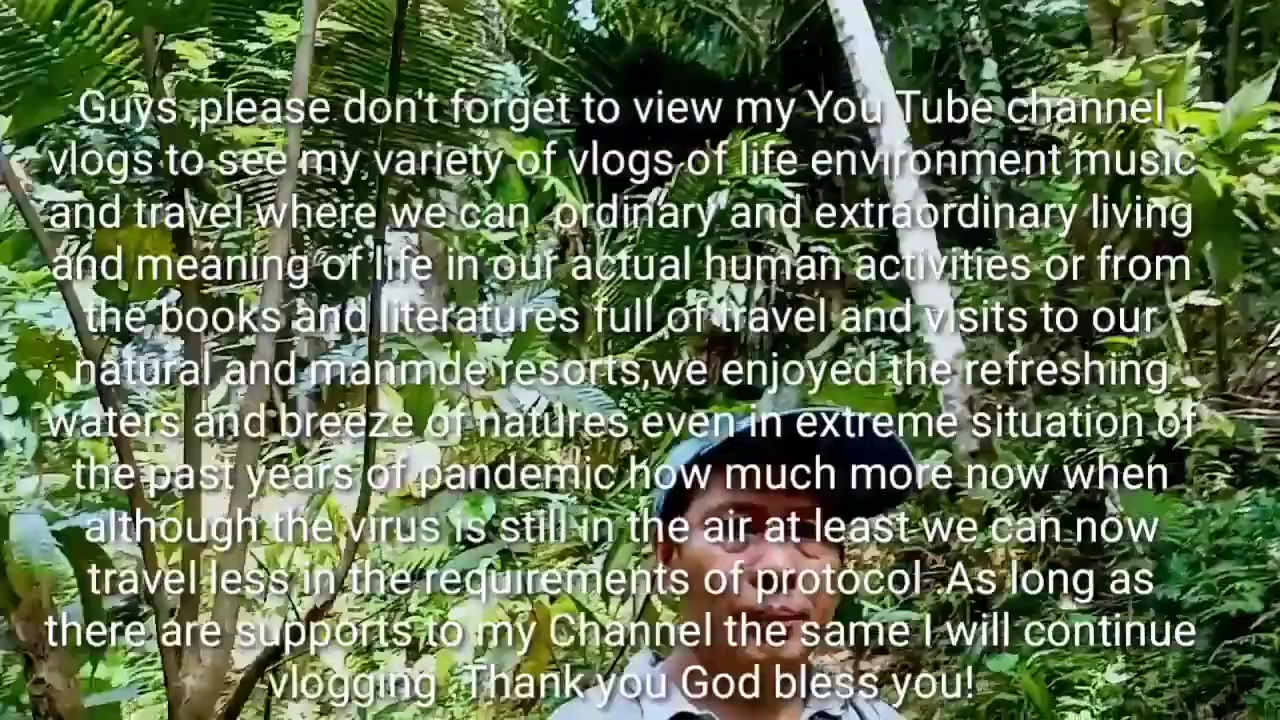 Guys ,please don't forget to view my You Tube channel
vlogs to see my variety of vlogs of life environment music
and travel where we can  ordinary and extraordinary living
and meaning of life in our actual human activities or from
the books and literatures full of travel and visits to our
natural and manmde resorts,we enjoyed the refreshing
waters and breeze of natures even in extreme situation of
the past years of pandemic how much more now when
although the virus is still in the air at least we can now
travel less in the requirements of protocol .As long as
there are supports to my Channel the same I will continue
vlogging .Thank you God bless you!